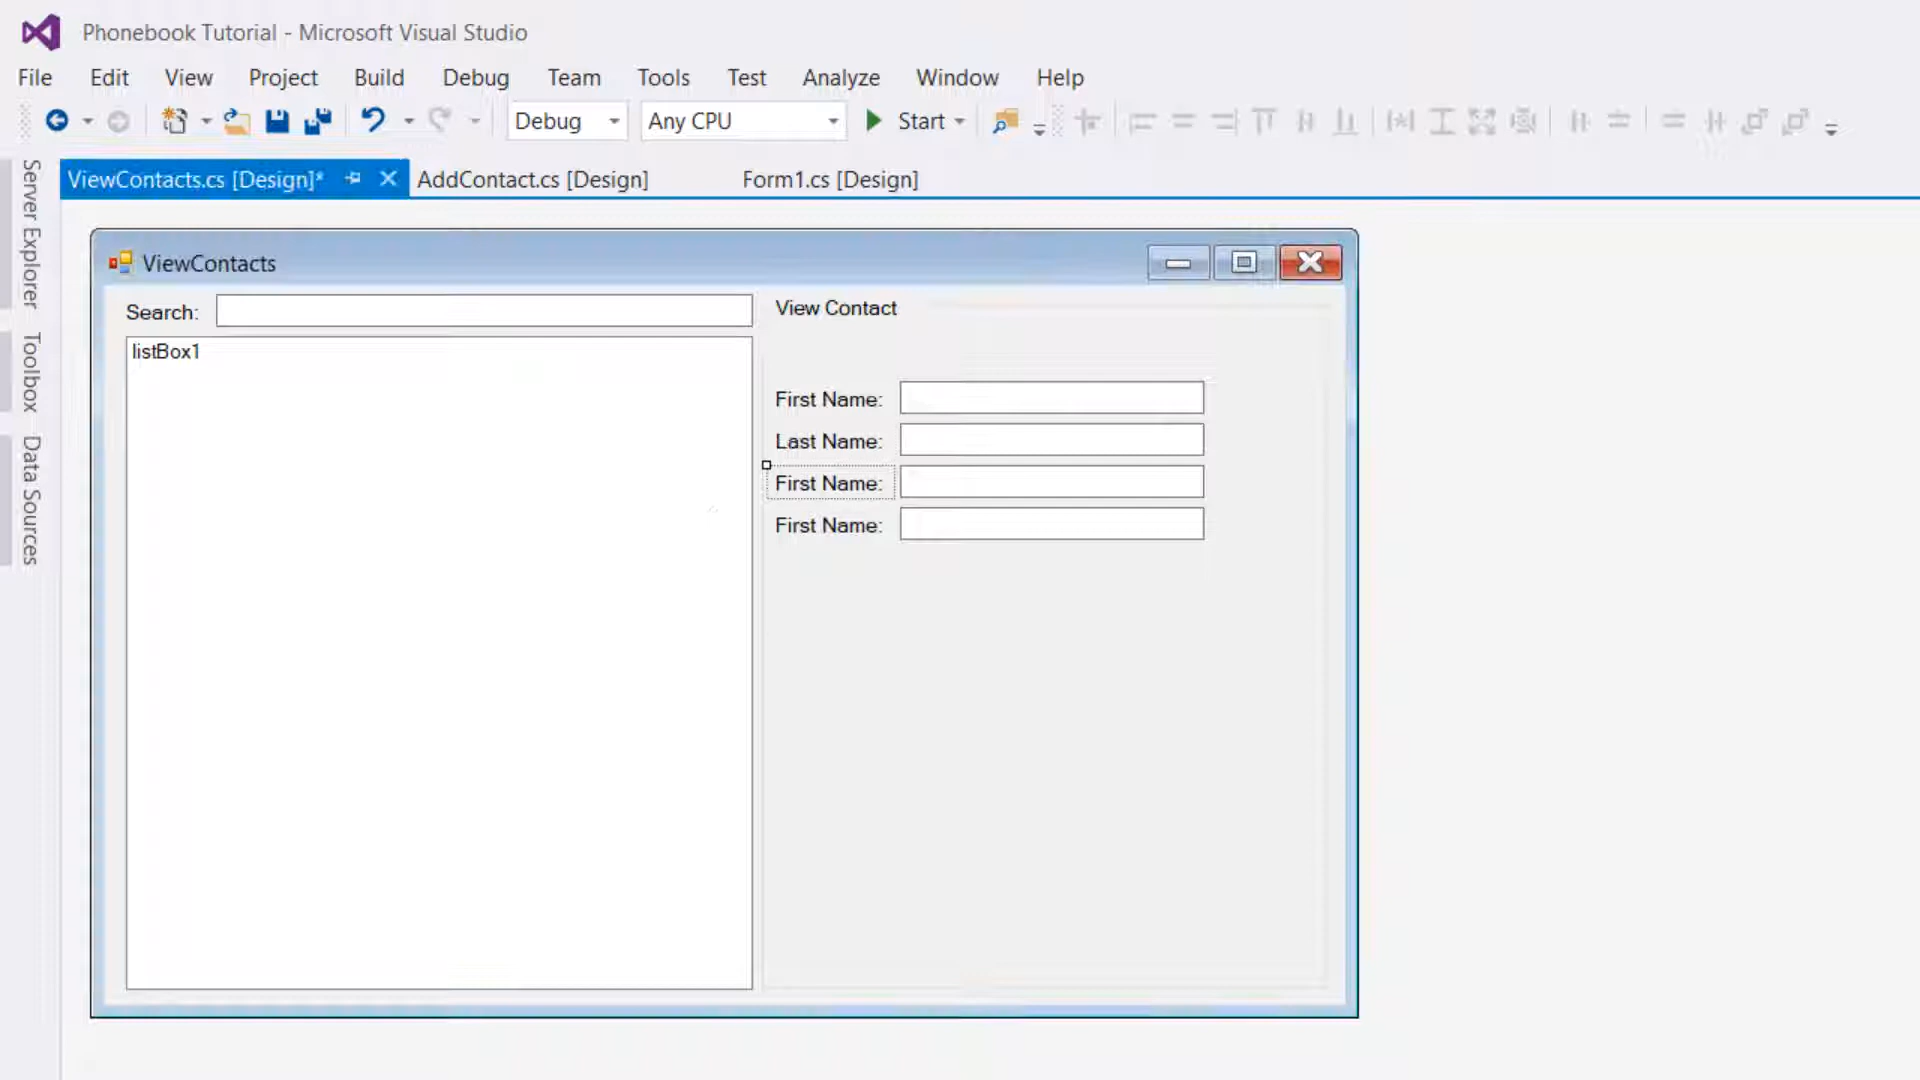 Phonebook Tutorial - Microsoft Visual Studio
File Edit View Project Build Debug Team Tools Test Analyze Window Help
Debug Any CPU Start
ViewContacts.cs [Design]* AddContact.cs [Design] Form1.cs [Design]
Server Explorer
Toolbox
Data Sources
ViewContacts
Search:
listBox1
View Contact
First Name:
Last Name:
First Name:
First Name: